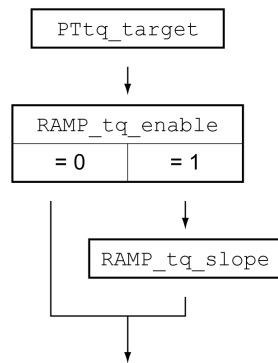 PTtq_target
RAMP_tq_enable
= 0 = 1
RAMP_tq_slope